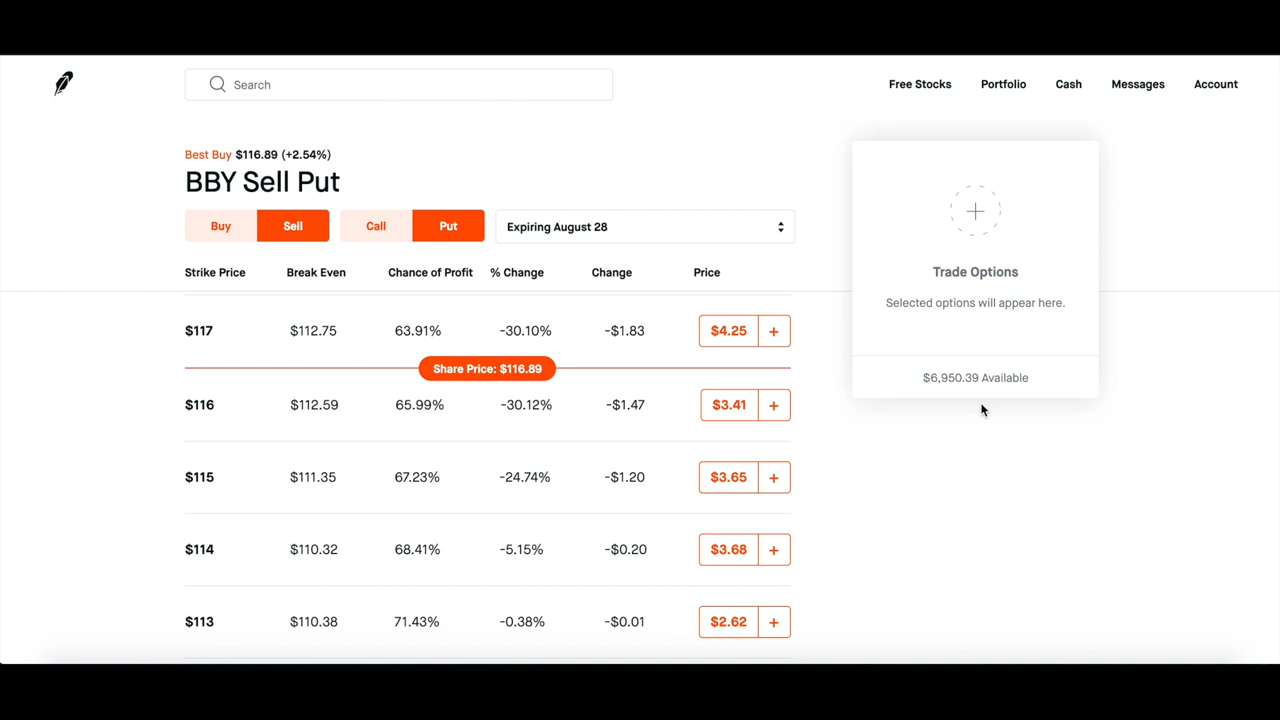 Search
Free Stocks Portfolio Cash Messages Account
Best Buy $116.89 (+2.54%)
BBY Sell Put
Buy Sell Call Put Expiring August 28
Strike Price Break Even Chance of Profit % Change Change Price
$117 $112.75 63.91% -30.10% -$1.83 $4.25 +
Share Price: $116.89
$116 $112.59 65.99% -30.12% -$1.47 $3.41 +
$115 $111.35 67.23% -24.74% -$1.20 $3.65 +
$114 $110.32 68.41% -5.15% -$0.20 $3.68 +
$113 $110.38 71.43% -0.38% -$0.01 $2.62 +
Trade Options
Selected options will appear here.
$6,950.39 Available